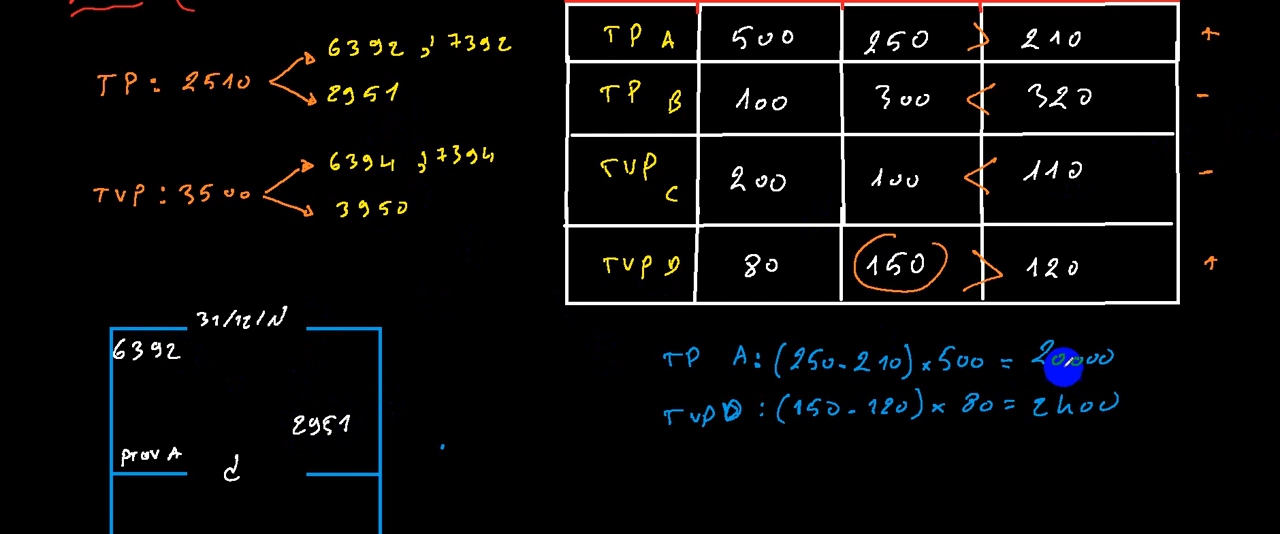 TP : 2510
6392 ; 7392
2951
TVP : 3500
6394 ; 7394
3950
TP A 500 250 > 210 +
TP B 100 300 < 320 -
TVP C 200 100 < 110 -
TVP D 80 150 > 120 +
31/12/N
6392
2951
prov A
d
TP A : (250 - 210) × 500 = 20,000
TVP D : (150 - 120) × 80 = 2400